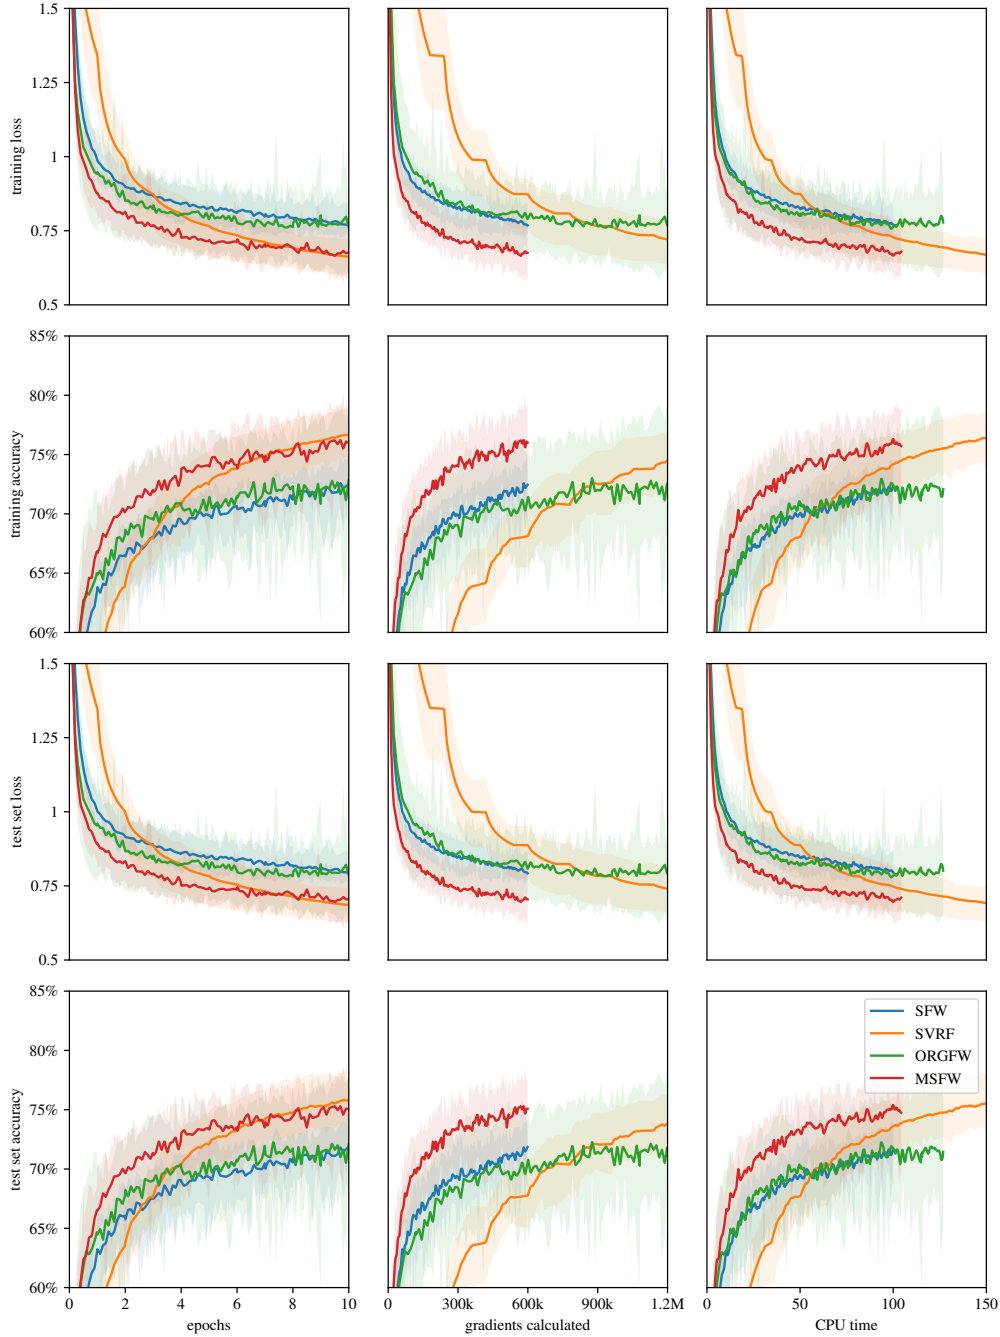 1.5
1.25
1
0.75
0.5
training loss
85%
80%
75%
70%
65%
60%
training accuracy
1.5
1.25
1
0.75
0.5
test set loss
85%
80%
75%
70%
65%
60%
test set accuracy
SFW
SVRF
ORGFW
MSFW
0 2 4 6 8 10
0 300k 600k 900k 1.2M
0 50 100 150
epochs
gradients calculated
CPU time